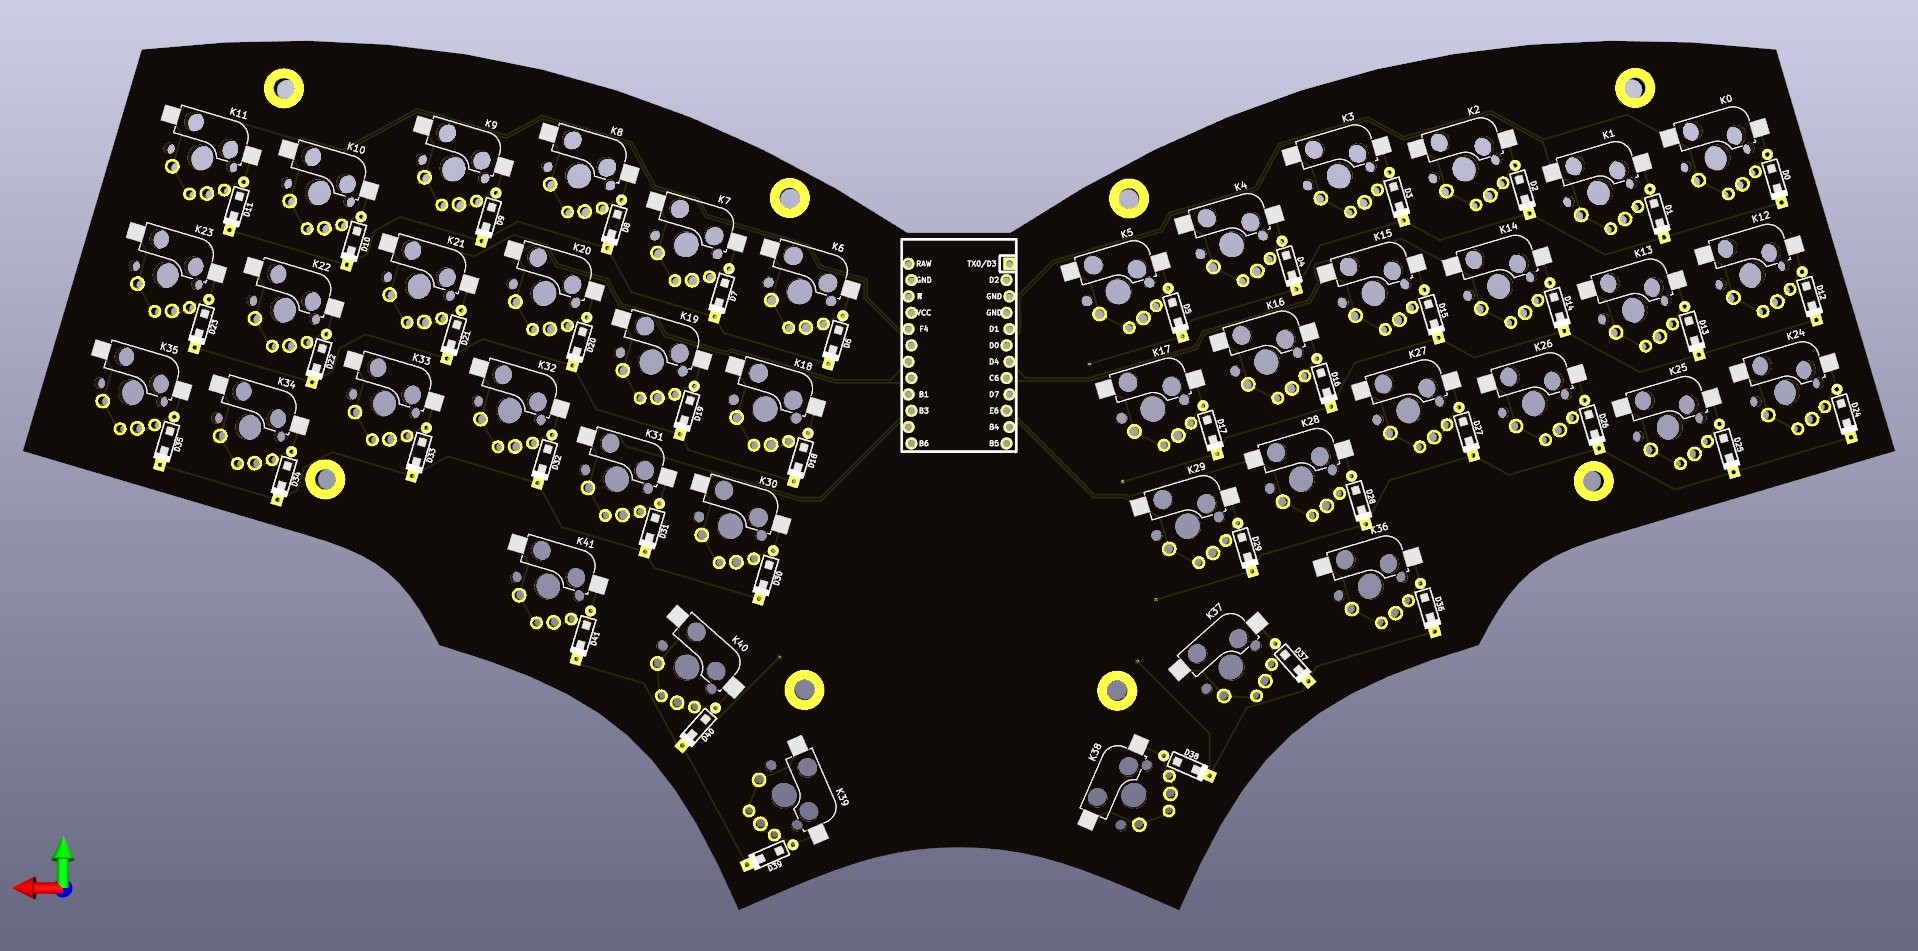 K11
K10
K9
K8
K7
K6
K5
K4
K3
K2
K1
K0
D11
D10
D9
D8
D7
D6
D5
D4
D3
D2
D1
D0
K23
K22
K21
K20
K19
K18
K17
K16
K15
K14
K13
K12
D23
D22
D21
D20
D19
D18
D17
D16
D15
D14
D13
D12
K35
K34
K33
K32
K31
K30
K29
K28
K27
K26
K25
K24
D35
D34
D33
D32
D31
D30
D29
D28
D27
D26
D25
D24
K41
K40
K39
K38
K37
K36
D41
D40
D39
D38
D37
D36
RAW TX0/D3
GND D2
R GND
VCC GND
F4 D1
D0
D4
C6
B1 D7
B3 E6
B4
B6 B5